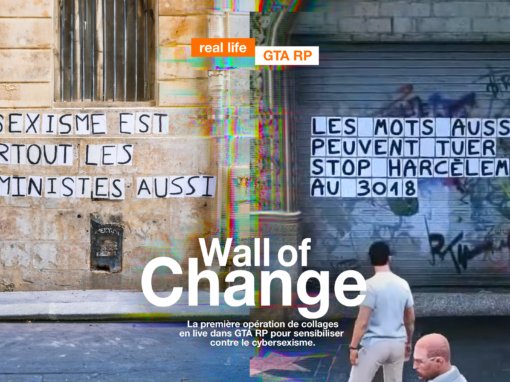 real life
GTA RP
SEXISME EST
RTOUT LES
MINISTES AUSSI
LES MOTS AUSS
PEUVENT TUER
STOP HARCÈLEM
AU 3018
Wall of
Change
La première opération de collages
en live dans GTA RP pour sensibiliser
contre le cybersexisme.